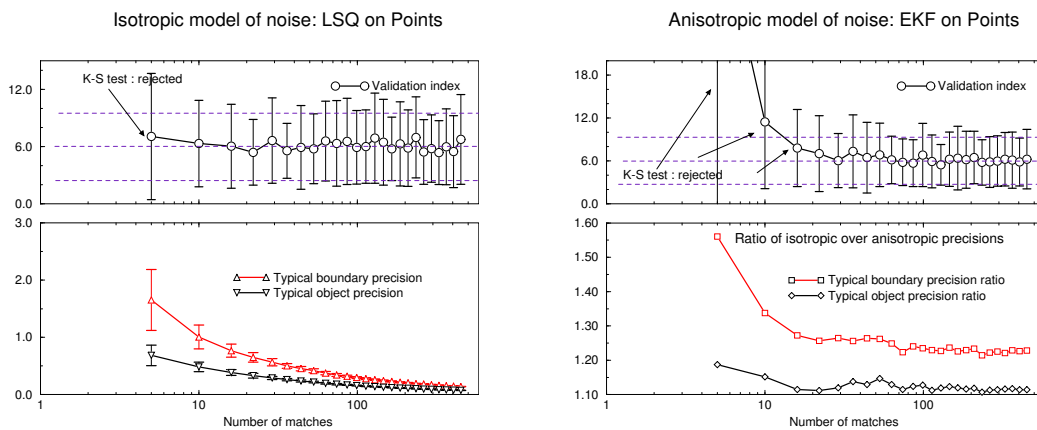 Isotropic model of noise: LSQ on Points
12.0
6.0
0.0
K-S test : rejected
Validation index
3.0
2.0
1.0
0.0
Typical boundary precision
Typical object precision
1
10
100
Number of matches
Anisotropic model of noise: EKF on Points
18.0
12.0
6.0
0.0
Validation index
K-S test : rejected
1.60
1.50
1.40
1.30
1.20
1.10
Ratio of isotropic over anisotropic precisions
Typical boundary precision ratio
Typical object precision ratio
1
10
100
Number of matches